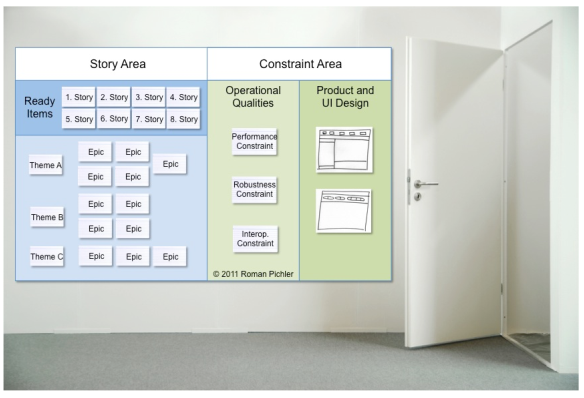 Story Area
Constraint Area
Ready
Items
1. Story 2. Story 3. Story 4. Story
5. Story 6. Story 7. Story 8. Story
Theme A
Epic Epic
Epic
Epic Epic
Theme B
Epic Epic
Epic Epic
Theme C
Epic Epic Epic
Operational
Qualities
Performance
Constraint
Robustness
Constraint
Interop.
Constraint
© 2011 Roman Pichler
Product and
UI Design